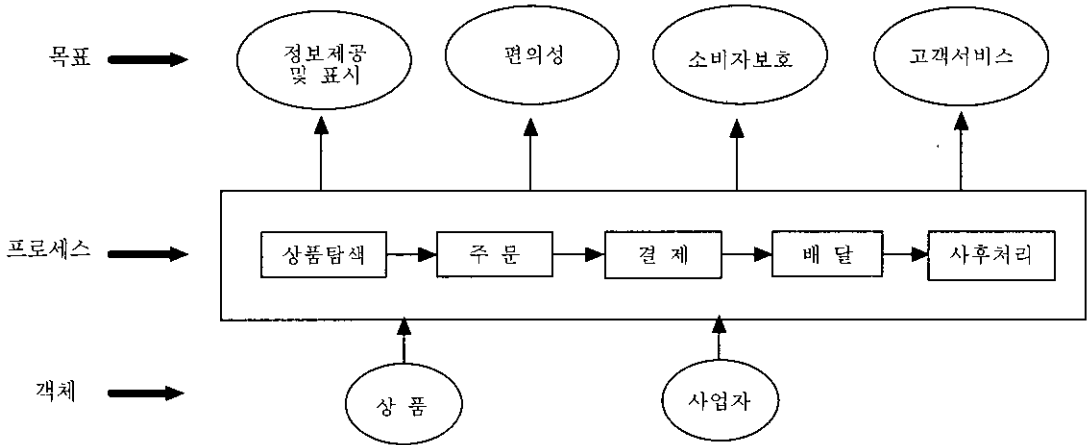 목표
정보제공
및 표시
편의성
소비자보호
고객서비스
프로세스
상품탐색
주 문
결 제
배 달
사후처리
객체
상 품
사업자